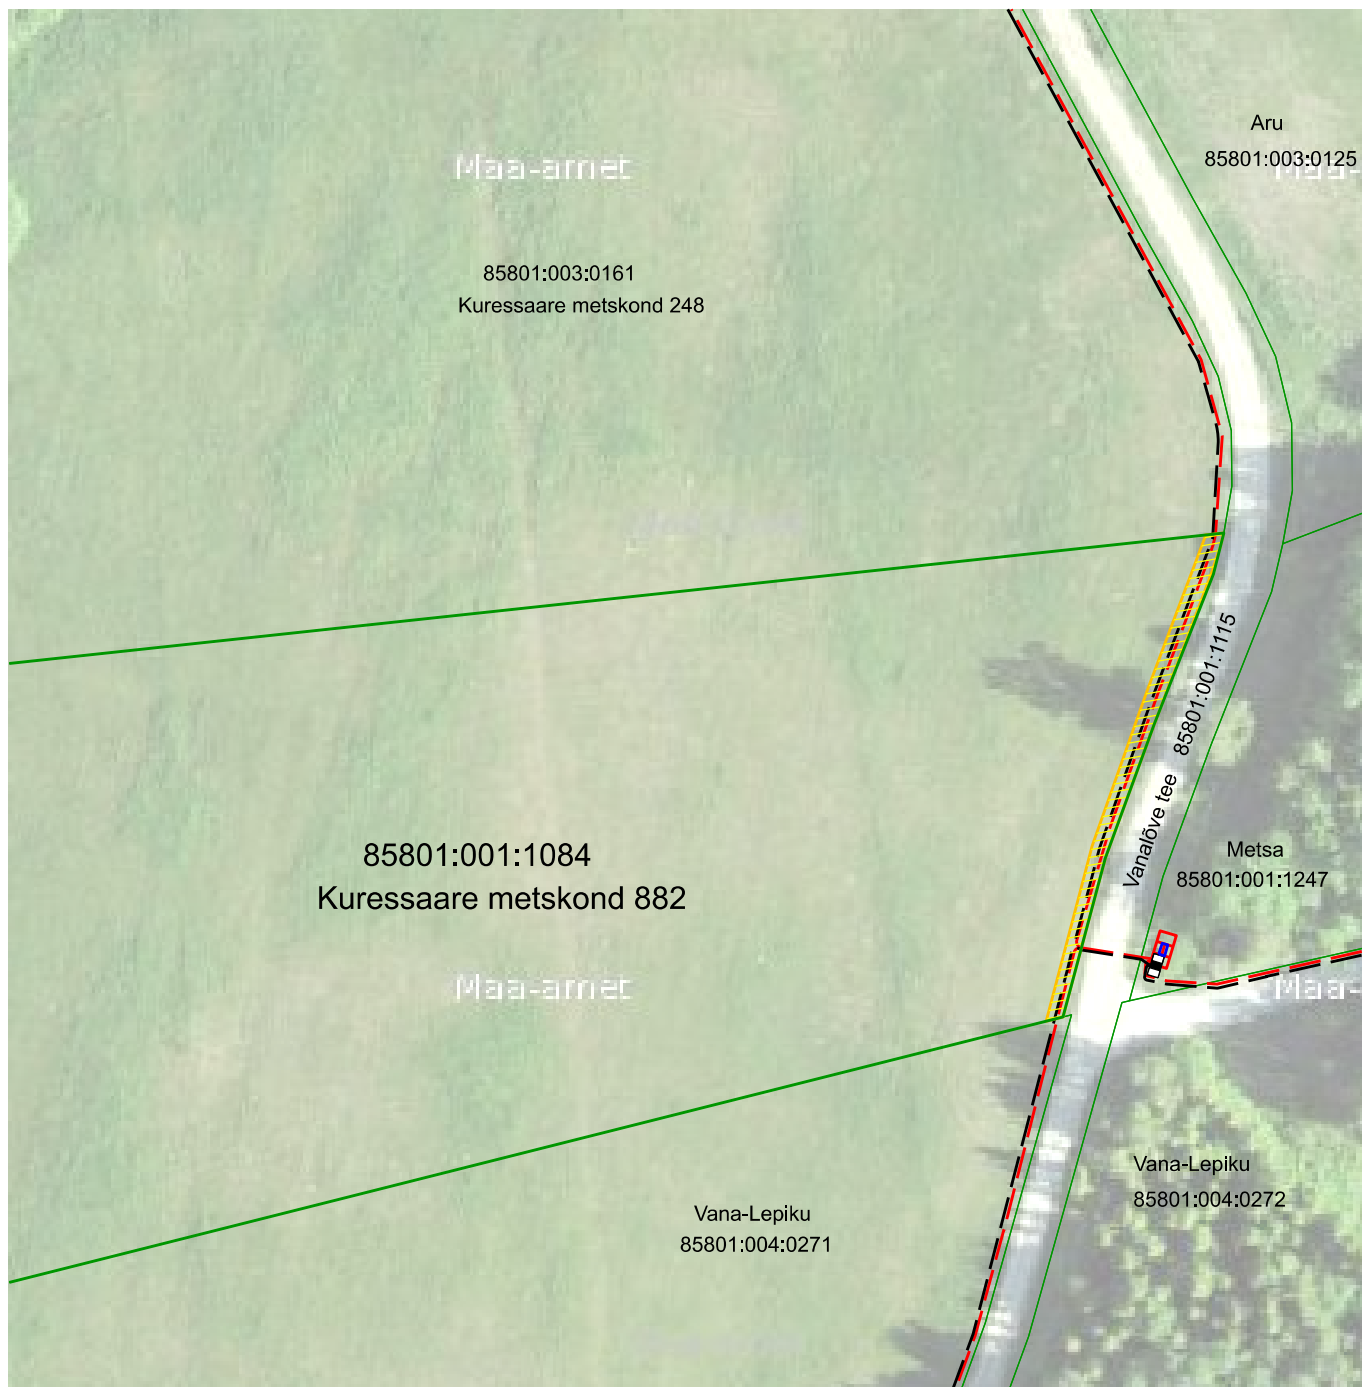 Aru
85801:003:0125
Maa-amet
Maa-
85801:003:0161
Kuressaare metskond 248
Vanalõve tee 85801:001:1115
85801:001:1084
Kuressaare metskond 882
Metsa
85801:001:1247
Maa-amet
Maa-
Vana-Lepiku
85801:004:0272
Vana-Lepiku
85801:004:0271